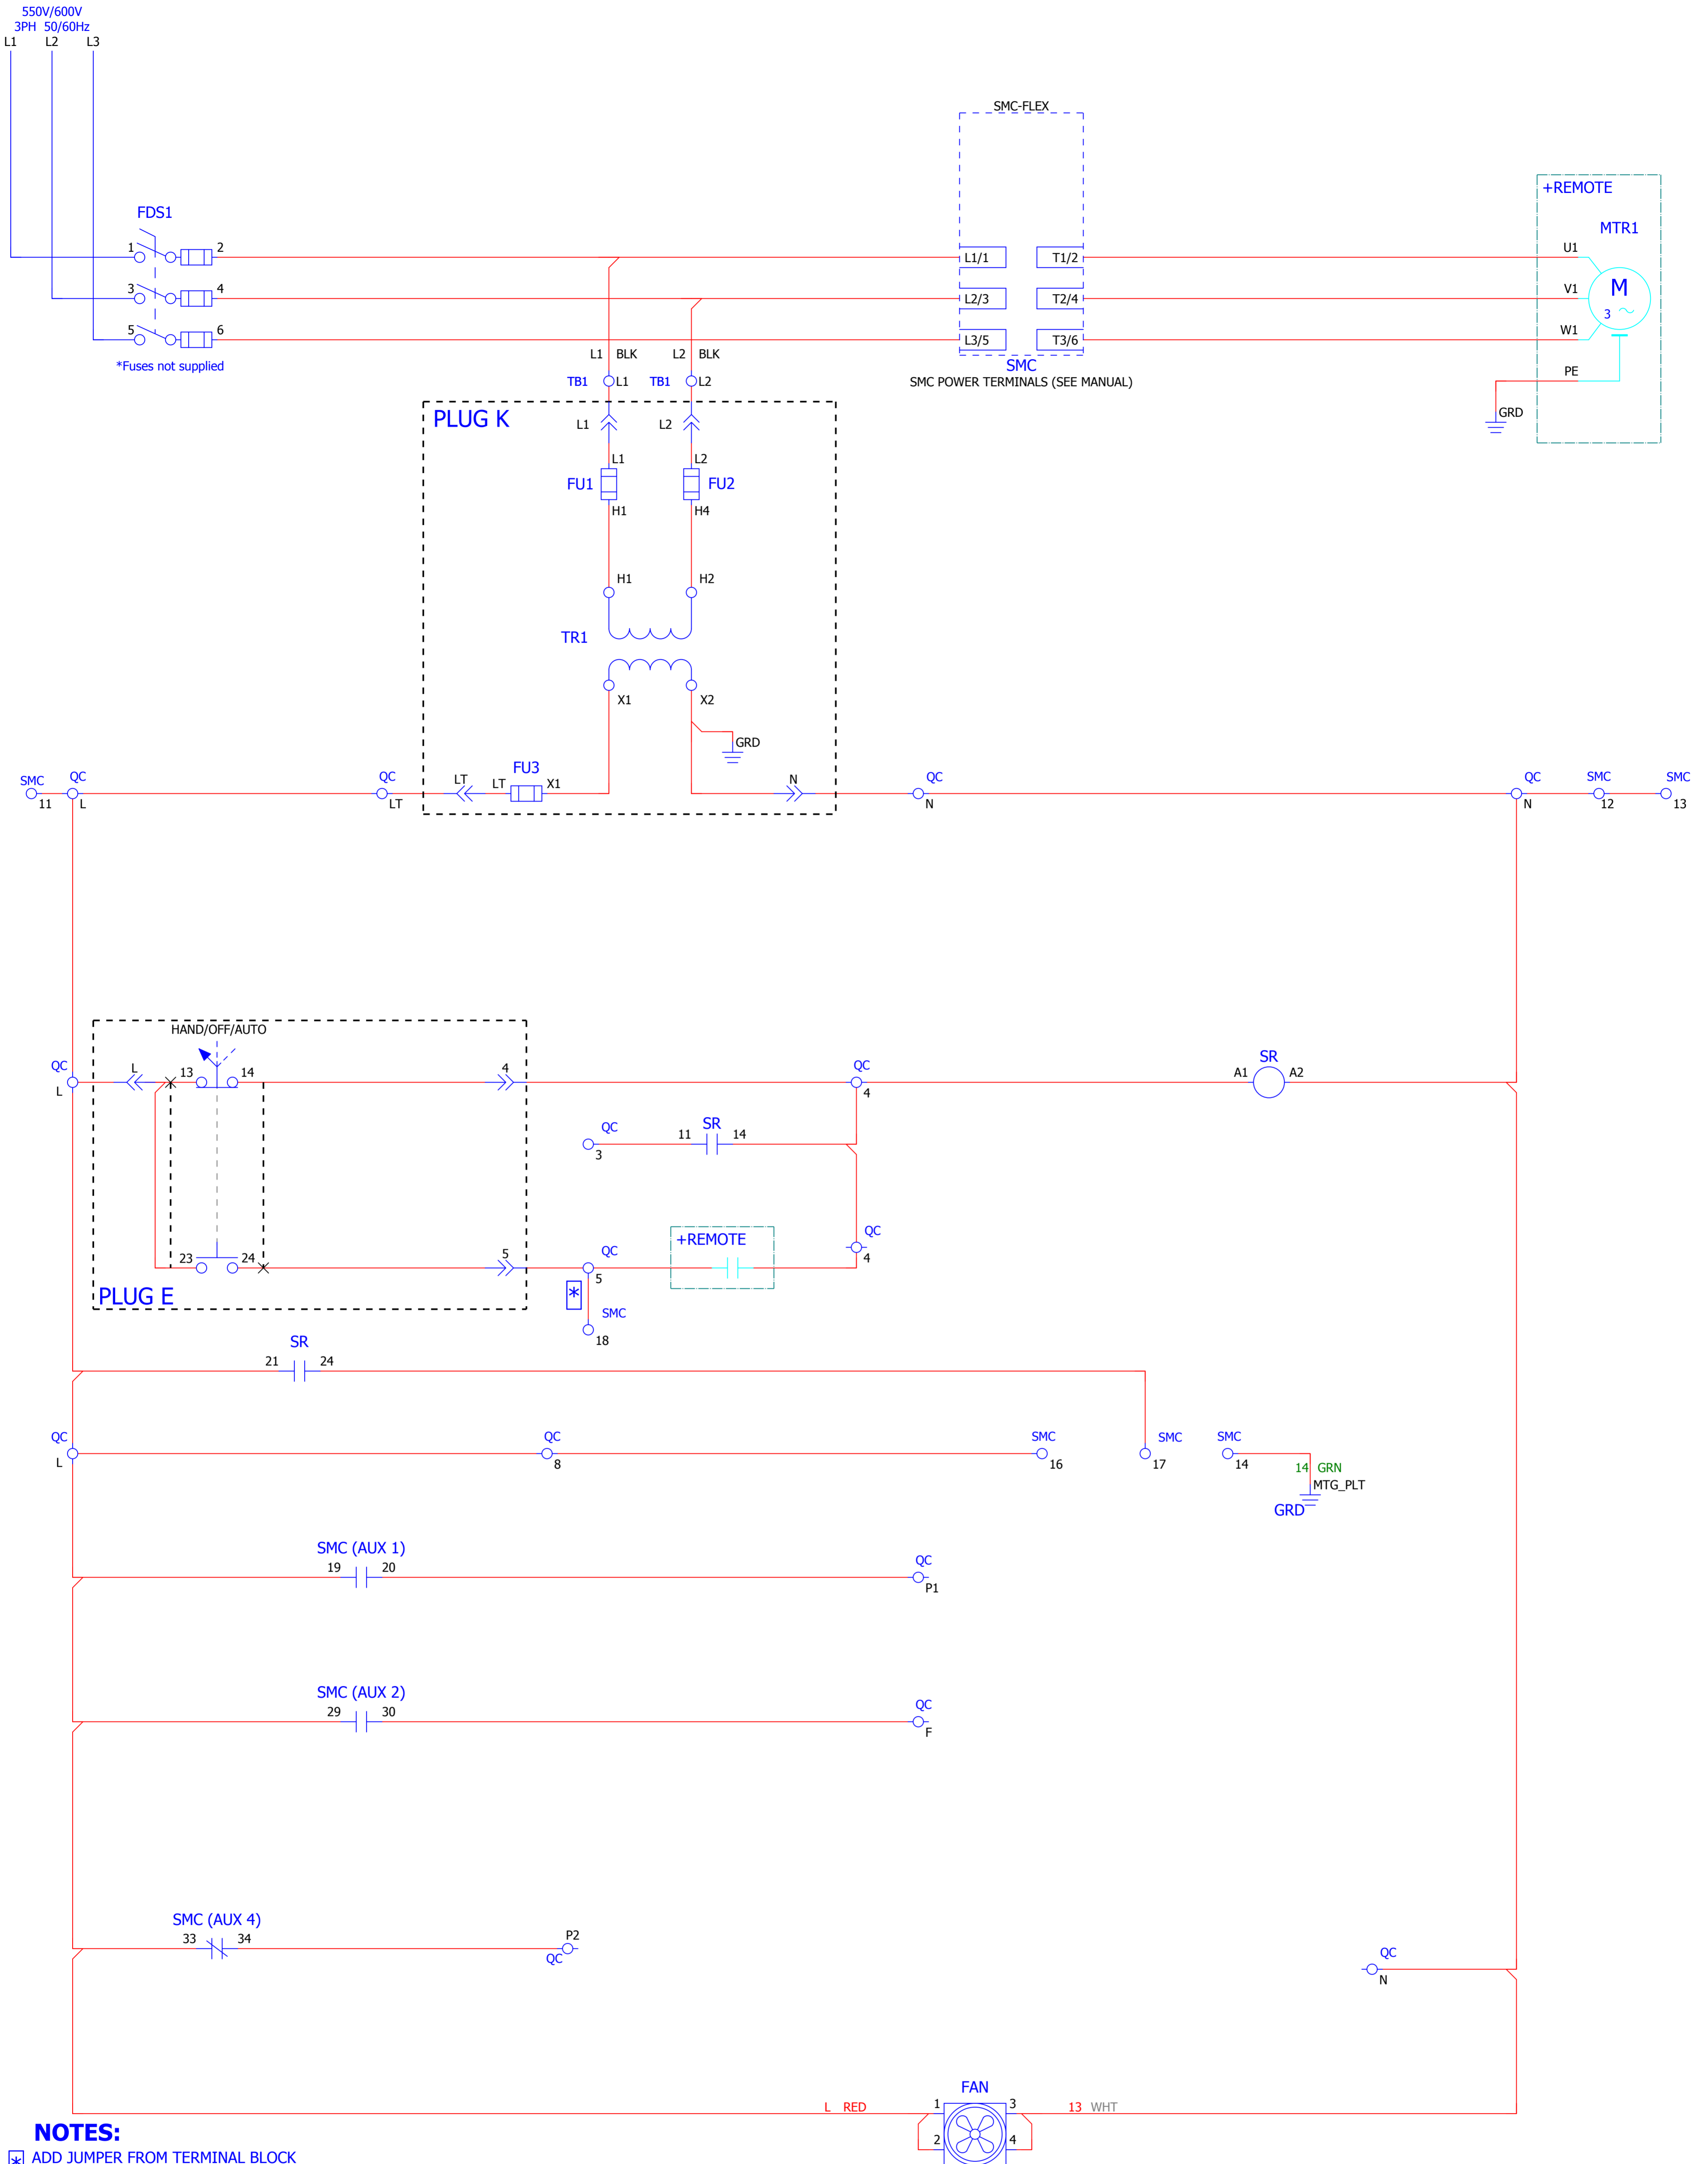 550V/600V
3PH 50/60Hz
L1 L2 L3
SMC-FLEX
+REMOTE
MTR1
FDS1
1 2
3 4
5 6
*Fuses not supplied
L1/1 T1/2
L2/3 T2/4
L3/5 T3/6
SMC
SMC POWER TERMINALS (SEE MANUAL)
U1
V1
W1
PE
M
3
GRD
L1 BLK L2 BLK
TB1 L1 TB1 L2
PLUG K
L1 L2
L1 L2
FU1 FU2
H1 H4
H1 H2
TR1
X1 X2
GRD
SMC QC QC LT LT FU3 X1 N QC QC SMC SMC
11 L LT N N 12 13
HAND/OFF/AUTO
QC L 13 14 4 QC A1 SR A2
L 4
QC 11 SR 14
3
+REMOTE
QC
4
23 24 5 QC
5
PLUG E
*
SMC
18
SR
21 24
QC QC SMC SMC SMC
L 8 16 17 14
14 GRN
MTG_PLT
GRD
SMC (AUX 1)
19 20 QC
P1
SMC (AUX 2)
29 30 QC
F
SMC (AUX 4)
33 34 P2
QC
QC
N
FAN
L RED 1 3 13 WHT
2 4
NOTES:
* ADD JUMPER FROM TERMINAL BLOCK